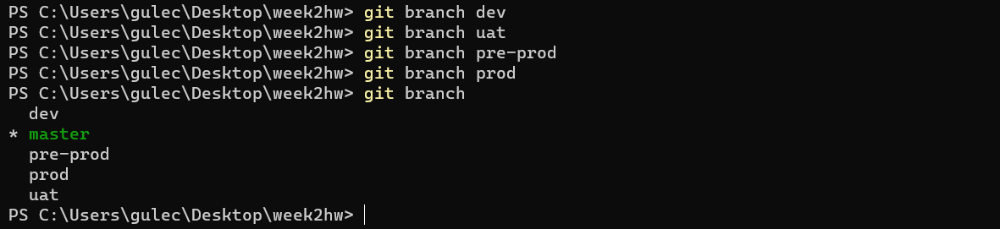 PS C:\Users\gulec\Desktop\week2hw> git branch dev
PS C:\Users\gulec\Desktop\week2hw> git branch uat
PS C:\Users\gulec\Desktop\week2hw> git branch pre-prod
PS C:\Users\gulec\Desktop\week2hw> git branch prod
PS C:\Users\gulec\Desktop\week2hw> git branch
  dev
* master
  pre-prod
  prod
  uat
PS C:\Users\gulec\Desktop\week2hw>